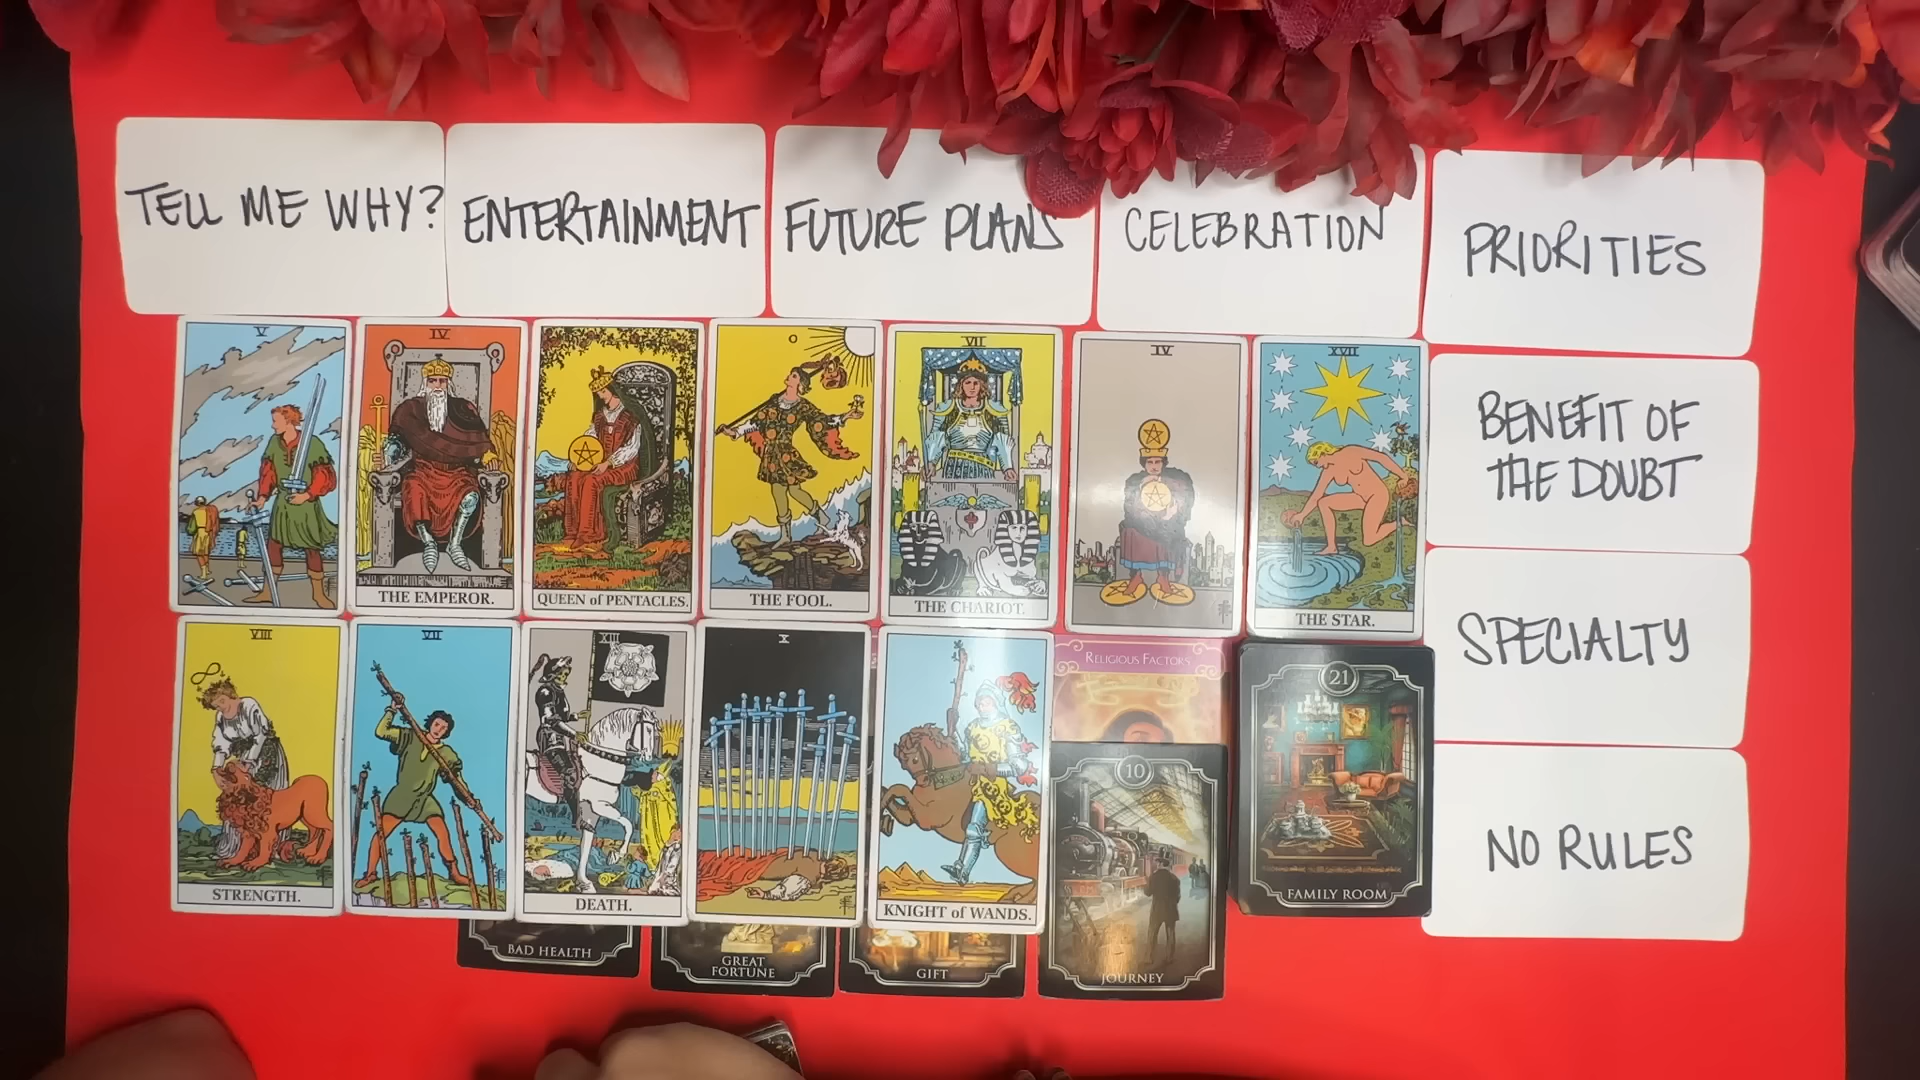 TELL ME WHY?
ENTERTAINMENT
FUTURE PLANS
CELEBRATION
PRIORITIES
V
IV
THE EMPEROR.
QUEEN of PENTACLES.
THE FOOL.
VII
THE CHARIOT.
IV
XVII
THE STAR.
BENEFIT OF
THE DOUBT
SPECIALTY
VIII
STRENGTH.
VII
XIII
DEATH.
X
KNIGHT of WANDS.
RELIGIOUS FACTORS
10
JOURNEY
21
FAMILY ROOM
NO RULES
BAD HEALTH
GREAT
FORTUNE
GIFT